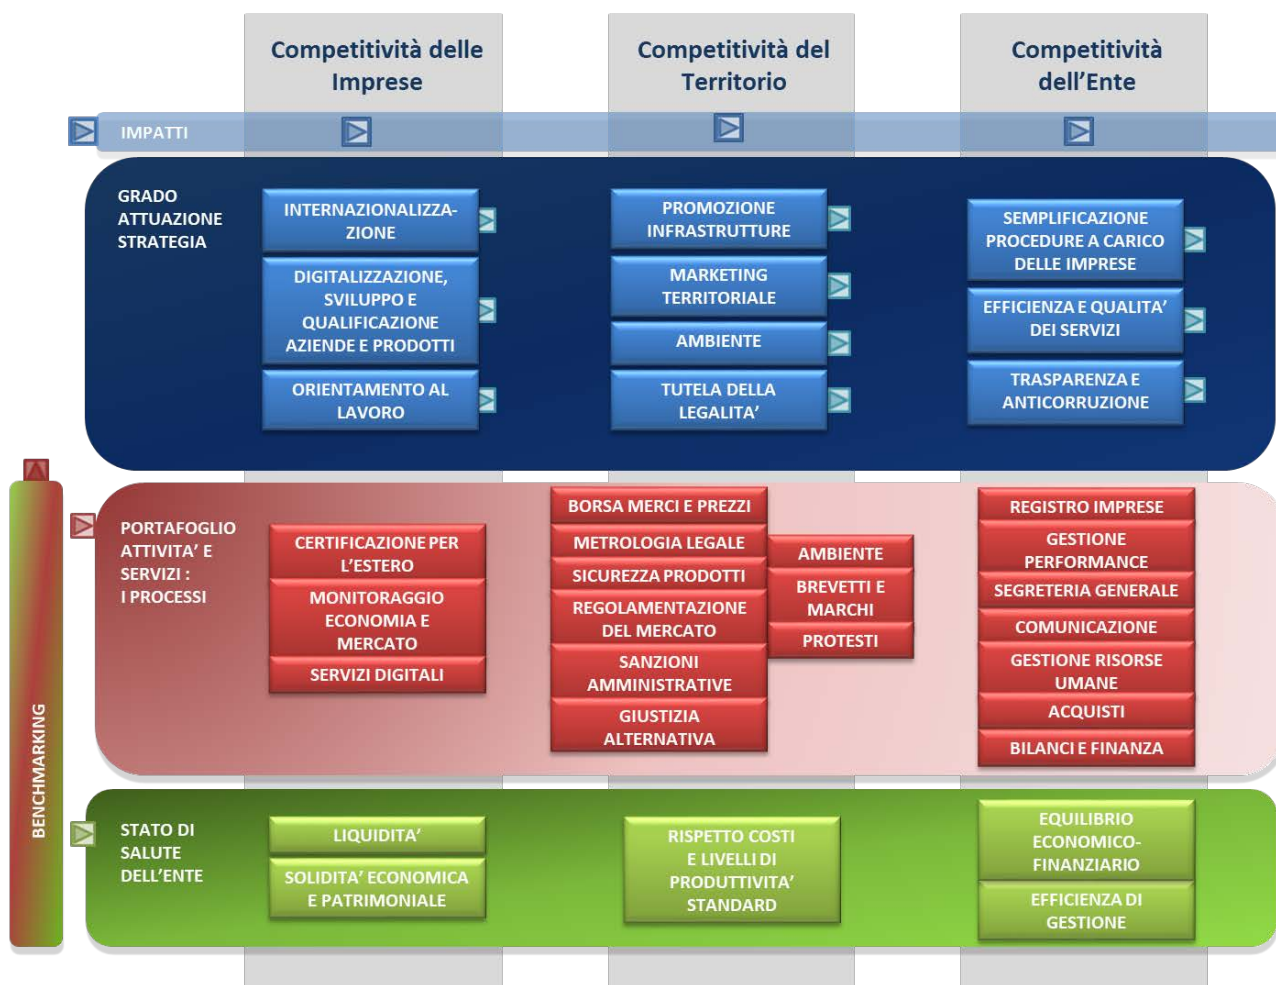 Competitività delle
Imprese
Competitività del
Territorio
Competitività
dell'Ente
IMPATTI
GRADO
ATTUAZIONE
STRATEGIA
INTERNAZIONALIZZA-
ZIONE
DIGITALIZZAZIONE,
SVILUPPO E
QUALIFICAZIONE
AZIENDE E PRODOTTI
ORIENTAMENTO AL
LAVORO
PROMOZIONE
INFRASTRUTTURE
MARKETING
TERRITORIALE
AMBIENTE
TUTELA DELLA
LEGALITA'
SEMPLIFICAZIONE
PROCEDURE A CARICO
DELLE IMPRESE
EFFICIENZA E QUALITA'
DEI SERVIZI
TRASPARENZA E
ANTICORRUZIONE
BENCHMARKING
PORTAFOGLIO
ATTIVITA' E
SERVIZI :
I PROCESSI
CERTIFICAZIONE PER
L'ESTERO
MONITORAGGIO
ECONOMIA E
MERCATO
SERVIZI DIGITALI
BORSA MERCI E PREZZI
METROLOGIA LEGALE
SICUREZZA PRODOTTI
REGOLAMENTAZIONE
DEL MERCATO
SANZIONI
AMMINISTRATIVE
GIUSTIZIA
ALTERNATIVA
AMBIENTE
BREVETTI E
MARCHI
PROTESTI
REGISTRO IMPRESE
GESTIONE
PERFORMANCE
SEGRETERIA GENERALE
COMUNICAZIONE
GESTIONE RISORSE
UMANE
ACQUISTI
BILANCI E FINANZA
STATO DI
SALUTE
DELL'ENTE
LIQUIDITA'
SOLIDITA' ECONOMICA
E PATRIMONIALE
RISPETTO COSTI
E LIVELLI DI
PRODUTTIVITA'
STANDARD
EQUILIBRIO
ECONOMICO-
FINANZIARIO
EFFICIENZA DI
GESTIONE